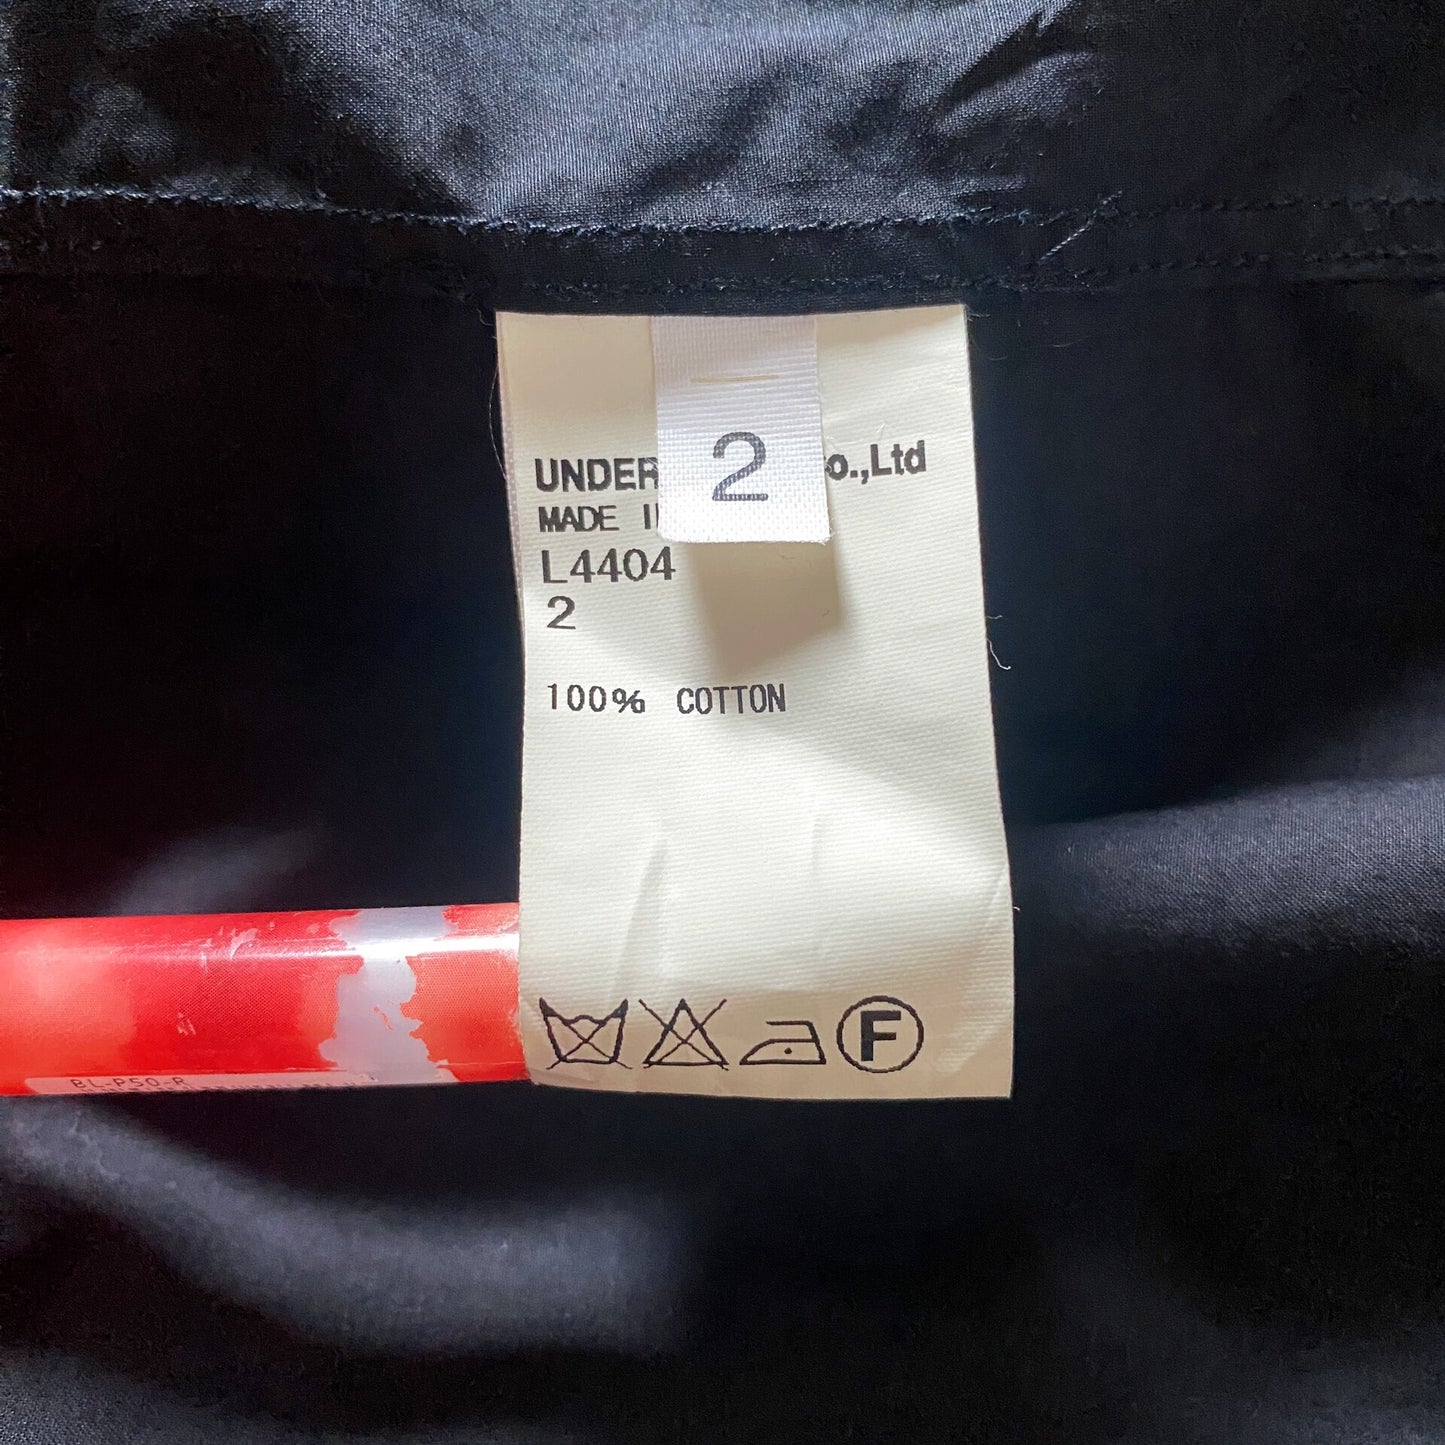 2
UNDER o.,Ltd
MADE
L4404
2
100% COTTON
F
BL-P50-R